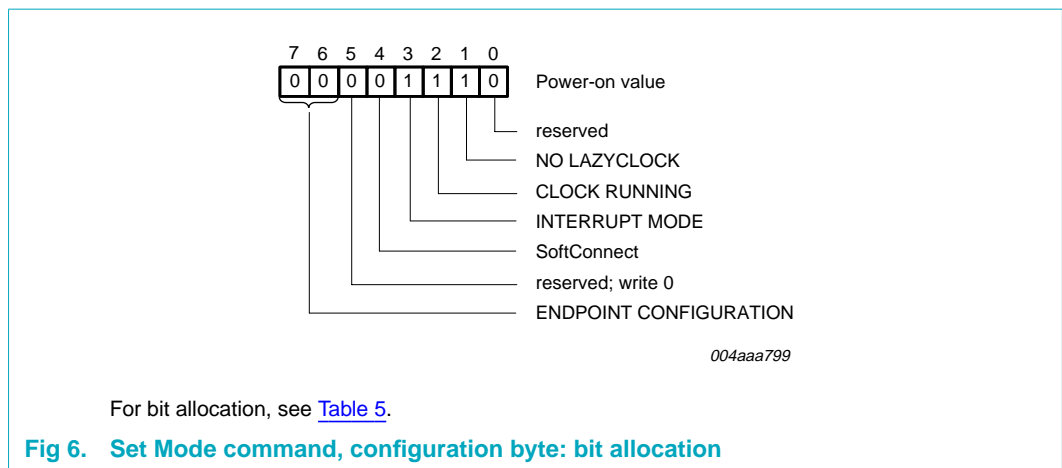 7 6 5 4 3 2 1 0
0 0 0 0 1 1 1 0 Power-on value
reserved
NO LAZYCLOCK
CLOCK RUNNING
INTERRUPT MODE
SoftConnect
reserved; write 0
ENDPOINT CONFIGURATION
004aaa799
For bit allocation, see Table 5.
Fig 6. Set Mode command, configuration byte: bit allocation